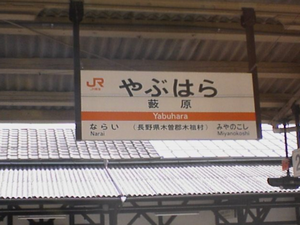 JR
やぶはら
藪原
Yabuhara
ならい (長野県木曽郡木祖村) みやのこし
Narai Miyanokoshi